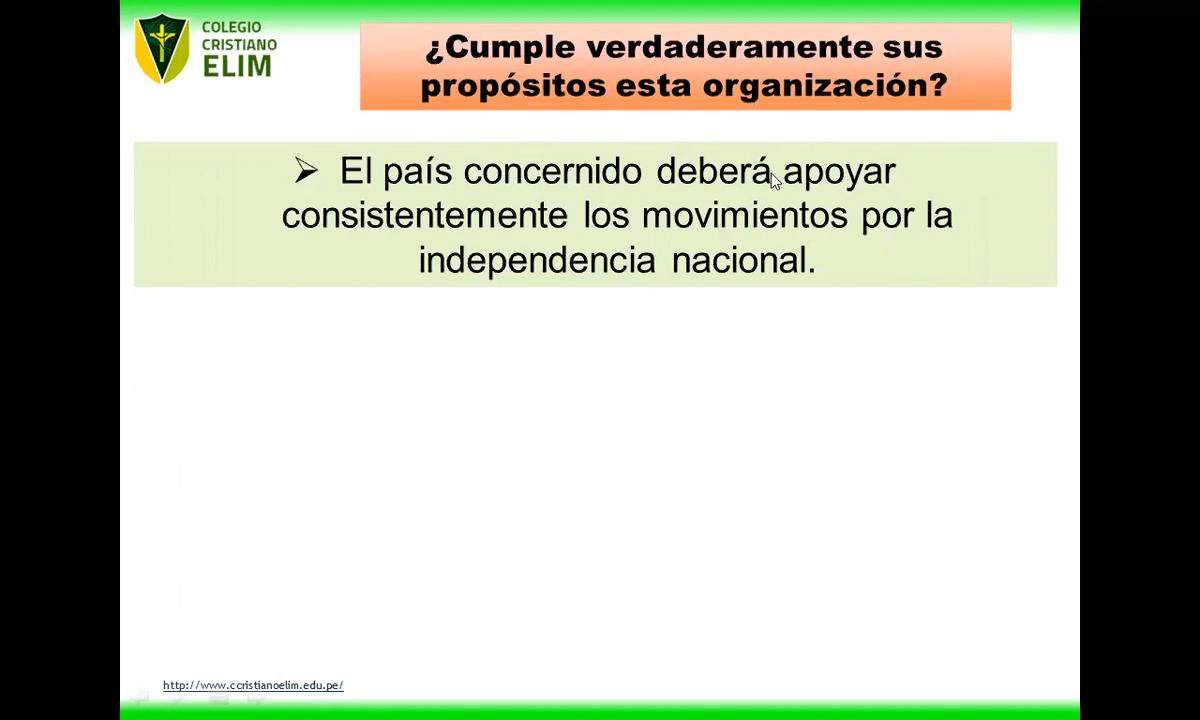 COLEGIO
CRISTIANO
ELIM
¿Cumple verdaderamente sus
propósitos esta organización?
➢ El país concernido deberá apoyar
consistentemente los movimientos por la
independencia nacional.
http://www.ccristianoelim.edu.pe/